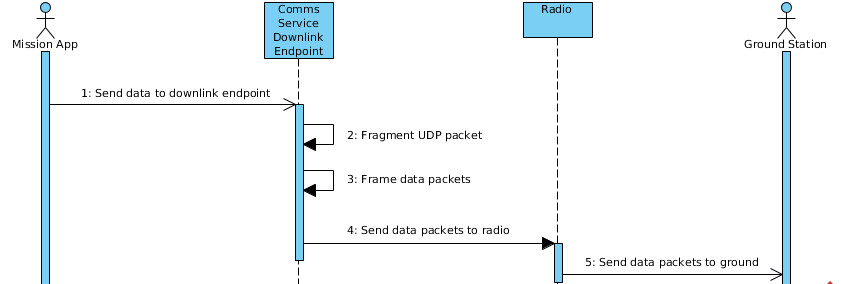 Comms
Service
Downlink
Endpoint
Radio
Mission App
Ground Station
1: Send data to downlink endpoint
2: Fragment UDP packet
3: Frame data packets
4: Send data packets to radio
5: Send data packets to ground